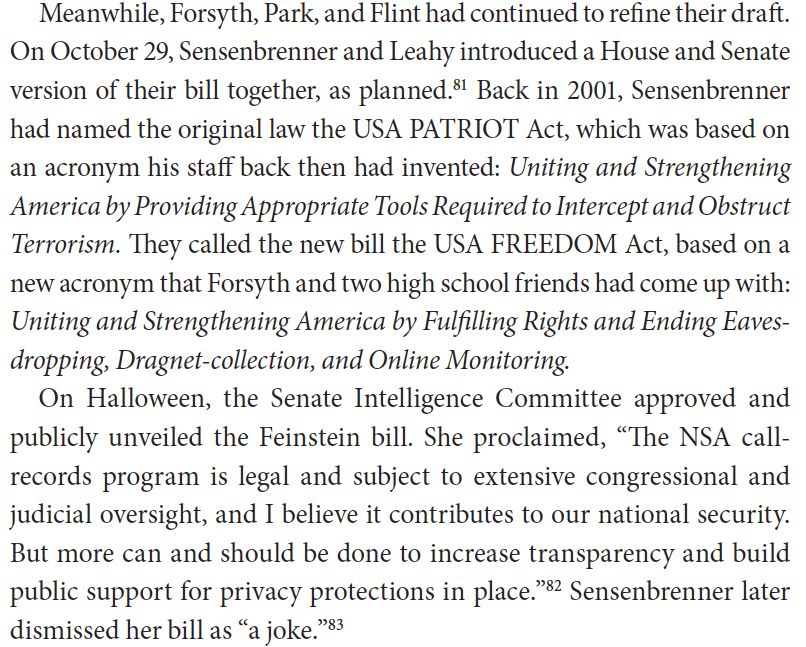 Meanwhile, Forsyth, Park, and Flint had continued to refine their draft.
On October 29, Sensenbrenner and Leahy introduced a House and Senate
version of their bill together, as planned.⁸¹ Back in 2001, Sensenbrenner
had named the original law the USA PATRIOT Act, which was based on
an acronym his staff back then had invented: Uniting and Strengthening
America by Providing Appropriate Tools Required to Intercept and Obstruct
Terrorism. They called the new bill the USA FREEDOM Act, based on a
new acronym that Forsyth and two high school friends had come up with:
Uniting and Strengthening America by Fulfilling Rights and Ending Eaves-
dropping, Dragnet-collection, and Online Monitoring.
On Halloween, the Senate Intelligence Committee approved and
publicly unveiled the Feinstein bill. She proclaimed, “The NSA call-
records program is legal and subject to extensive congressional and
judicial oversight, and I believe it contributes to our national security.
But more can and should be done to increase transparency and build
public support for privacy protections in place.”⁸² Sensenbrenner later
dismissed her bill as “a joke.”⁸³